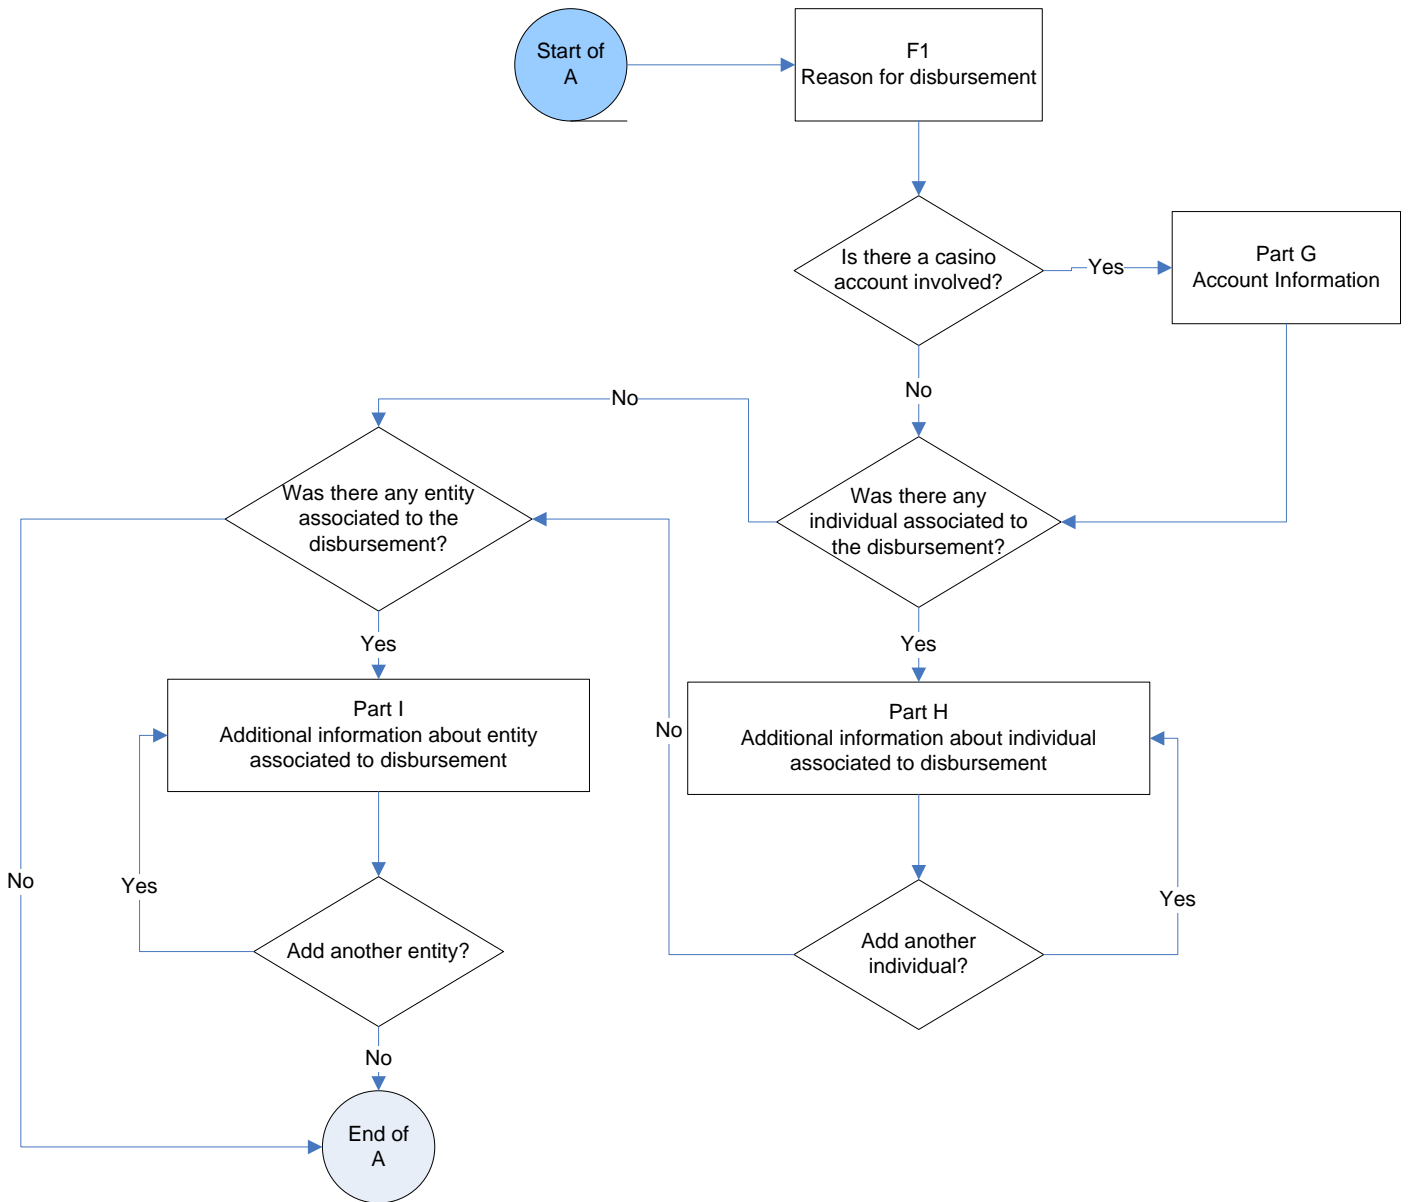 Start of
A
F1
Reason for disbursement
Is there a casino
account involved?
Yes
Part G
Account Information
No
No
Was there any entity
associated to the
disbursement?
Was there any
individual associated to
the disbursement?
Yes
Yes
Part I
Additional information about entity
associated to disbursement
No
Part H
Additional information about individual
associated to disbursement
No
Yes
Yes
Add another entity?
Add another
individual?
No
End of
A